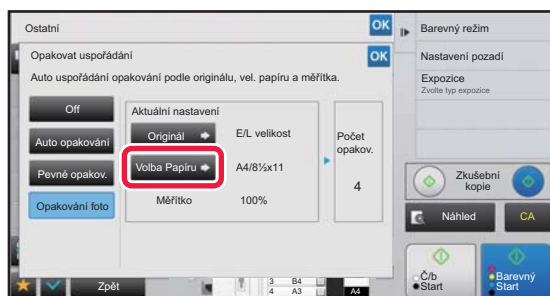 Ostatní
OK
Opakovat uspořádání
OK
Auto uspořádání opakování podle originálu, vel. papíru a měřítka.
Off
Auto opakování
Pevné opakov.
Opakování foto
Aktuální nastavení
Originál
E/L velikost
Volba Papíru
A4/8½x11
Měřítko
100%
Počet
opakov.
4
Zpět
3 B4
4 A3
A4
Barevný režim
Nastavení pozadí
Expozice
Zvolte typ expozice
Zkušební
kopie
Náhled
CA
Č/b
Start
Barevný
Start